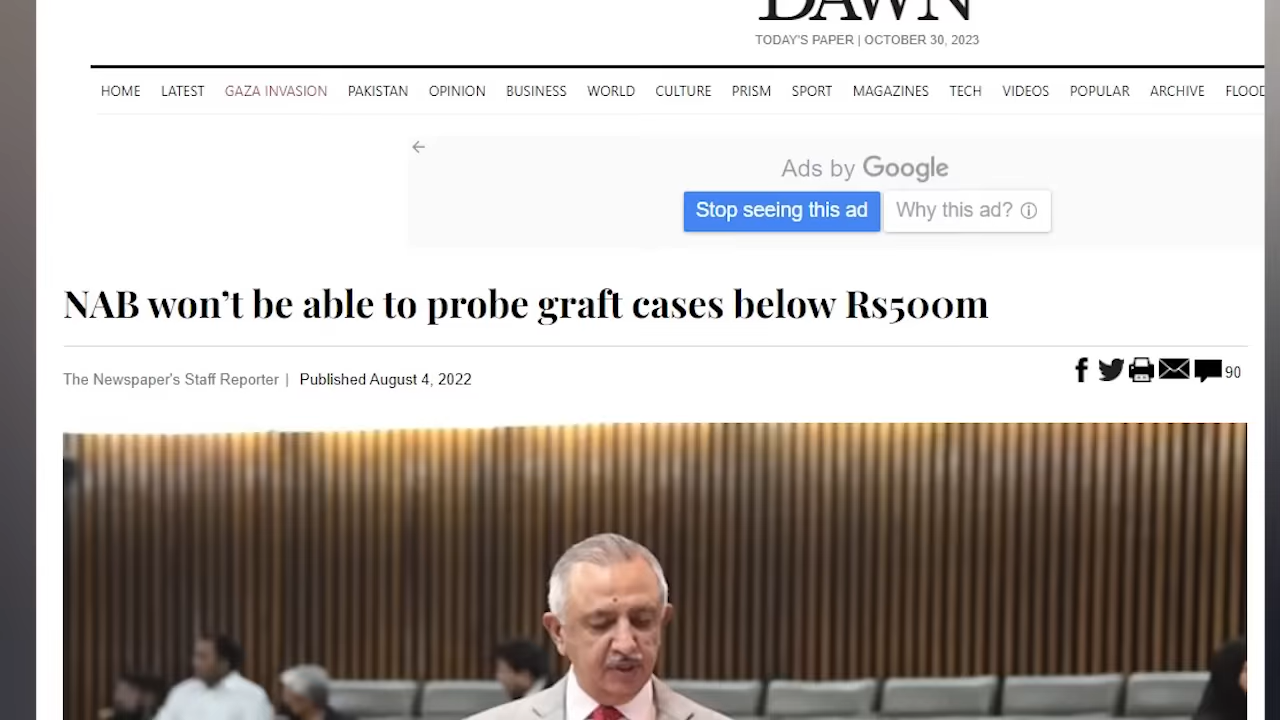 DAWN
TODAY'S PAPER | OCTOBER 30, 2023
HOME LATEST GAZA INVASION PAKISTAN OPINION BUSINESS WORLD CULTURE PRISM SPORT MAGAZINES TECH VIDEOS POPULAR ARCHIVE FLOOD
Ads by Google
Stop seeing this ad Why this ad?
NAB won’t be able to probe graft cases below Rs500m
The Newspaper's Staff Reporter | Published August 4, 2022
90